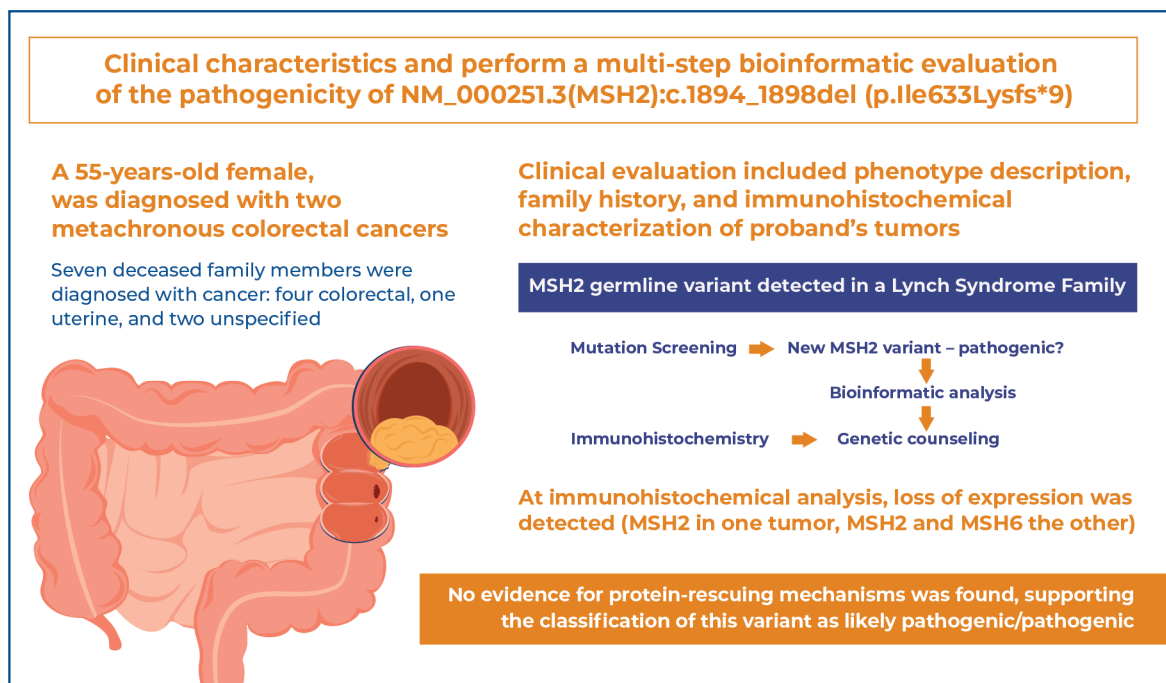 Clinical characteristics and perform a multi-step bioinformatic evaluation
of the pathogenicity of NM_000251.3(MSH2):c.1894_1898del (p.Ile633Lysfs*9)
A 55-years-old female,
was diagnosed with two
metachronous colorectal cancers
Seven deceased family members were
diagnosed with cancer: four colorectal, one
uterine, and two unspecified
Clinical evaluation included phenotype description,
family history, and immunohistochemical
characterization of proband’s tumors
MSH2 germline variant detected in a Lynch Syndrome Family
Mutation Screening
New MSH2 variant – pathogenic?
Bioinformatic analysis
Immunohistochemistry
Genetic counseling
At immunohistochemical analysis, loss of expression was
detected (MSH2 in one tumor, MSH2 and MSH6 the other)
No evidence for protein-rescuing mechanisms was found, supporting
the classification of this variant as likely pathogenic/pathogenic